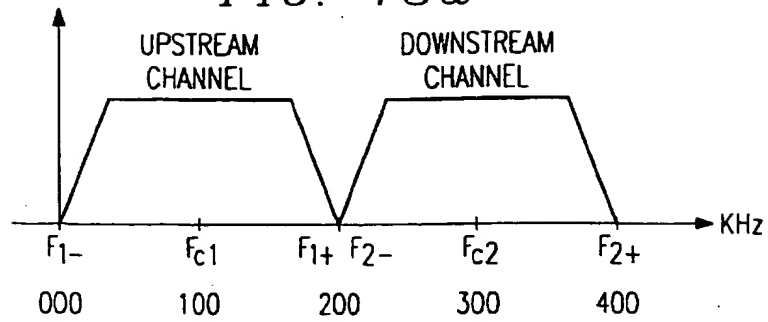 UPSTREAM
CHANNEL
DOWNSTREAM
CHANNEL
KHz
F1- Fc1 F1+ F2- Fc2 F2+
000 100 200 300 400